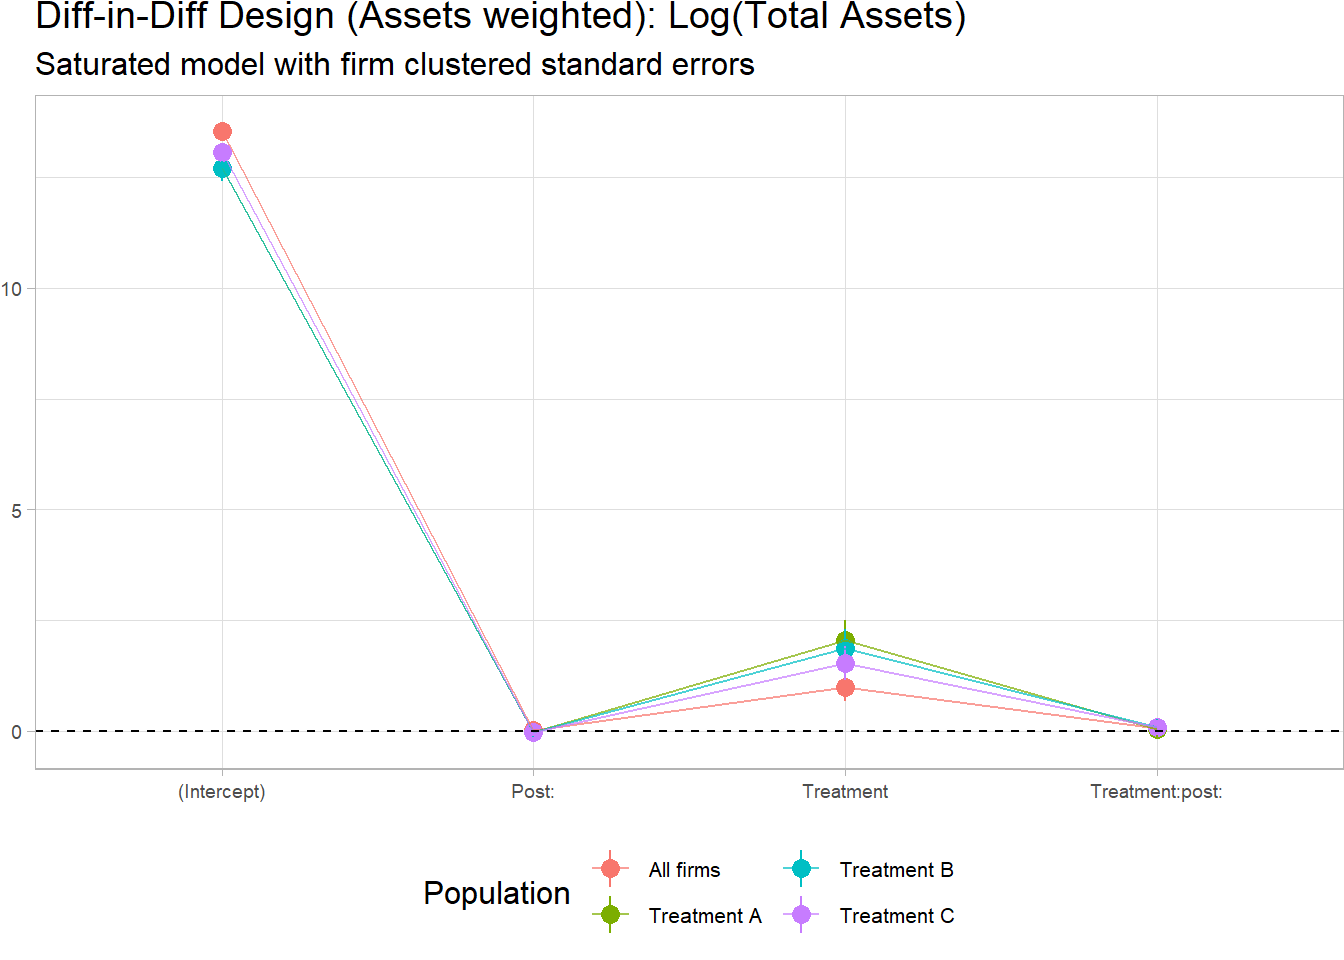 Diff-in-Diff Design (Assets weighted): Log(Total Assets)
Saturated model with firm clustered standard errors
10
5
0
(Intercept) Post: Treatment Treatment:post:
Population
All firms
Treatment A
Treatment B
Treatment C